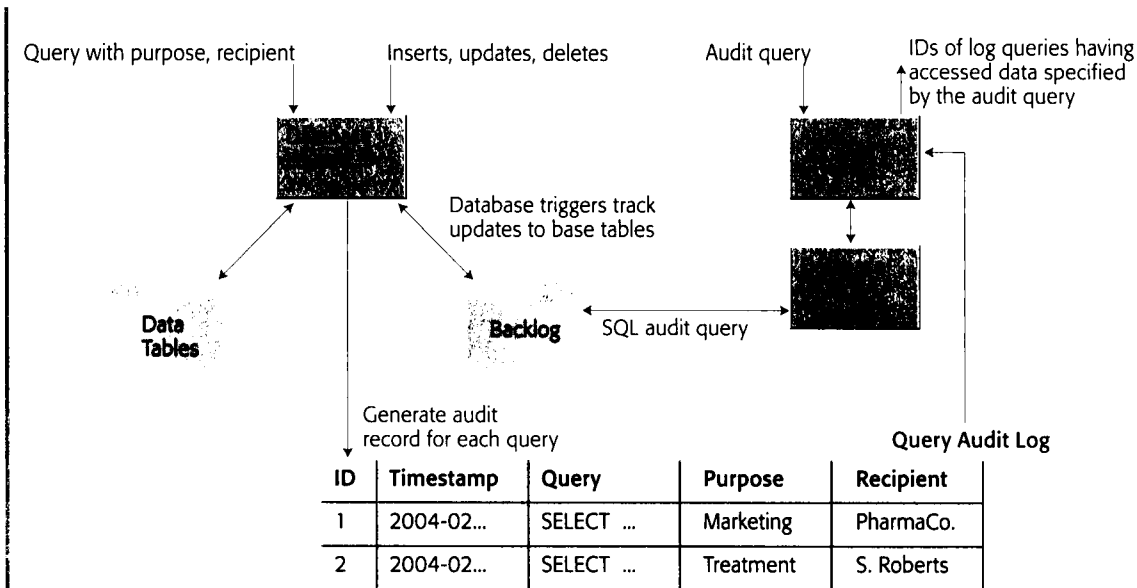 Query with purpose, recipient
Inserts, updates, deletes
Audit query
IDs of log queries having
accessed data specified
by the audit query
Database triggers track
updates to base tables
Data
Tables
Backlog
SQL audit query
Generate audit
record for each query
Query Audit Log
ID Timestamp Query Purpose Recipient
1 2004-02... SELECT ... Marketing PharmaCo.
2 2004-02... SELECT ... Treatment S. Roberts